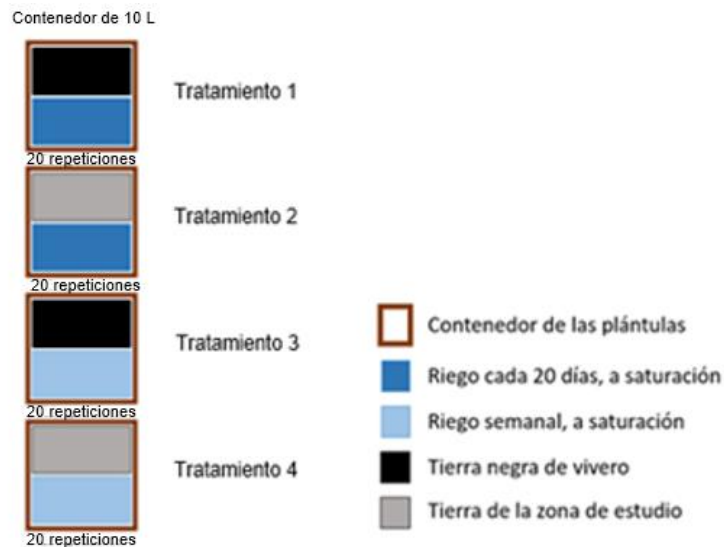 Contenedor de 10 L
Tratamiento 1
20 repeticiones
Tratamiento 2
20 repeticiones
Tratamiento 3
20 repeticiones
Tratamiento 4
20 repeticiones
Contenedor de las plántulas
Riego cada 20 días, a saturación
Riego semanal, a saturación
Tierra negra de vivero
Tierra de la zona de estudio